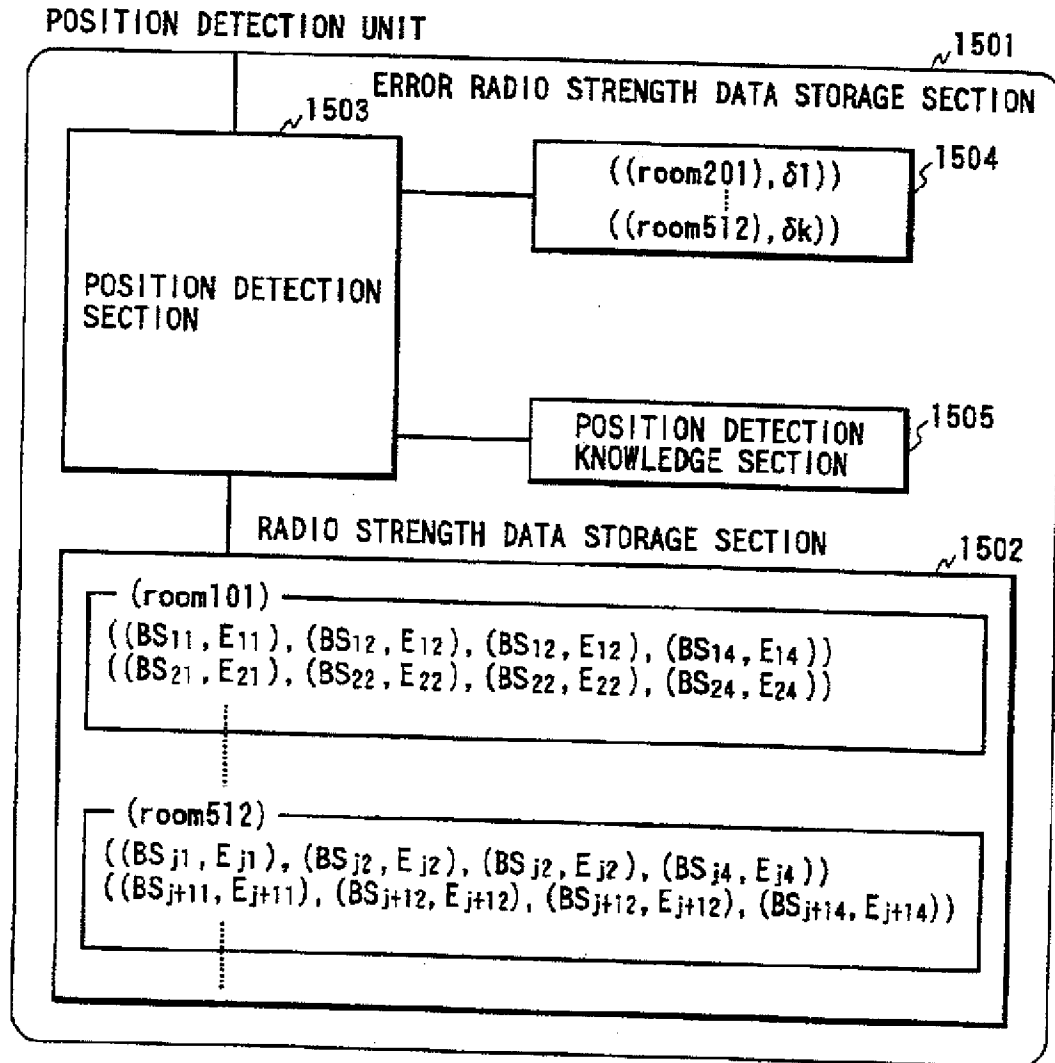 POSITION DETECTION UNIT
1501
ERROR RADIO STRENGTH DATA STORAGE SECTION
1503
1504
((room201), δ1))
((room512), δk))
POSITION DETECTION
SECTION
1505
POSITION DETECTION
KNOWLEDGE SECTION
RADIO STRENGTH DATA STORAGE SECTION
1502
(room101)
((BS11, E11), (BS12, E12), (BS12, E12), (BS14, E14))
((BS21, E21), (BS22, E22), (BS22, E22), (BS24, E24))
(room512)
((BSj1, Ej1), (BSj2, Ej2), (BSj2, Ej2), (BSj4, Ej4))
((BSj+11, Ej+11), (BSj+12, Ej+12), (BSj+12, Ej+12), (BSj+14, Ej+14))